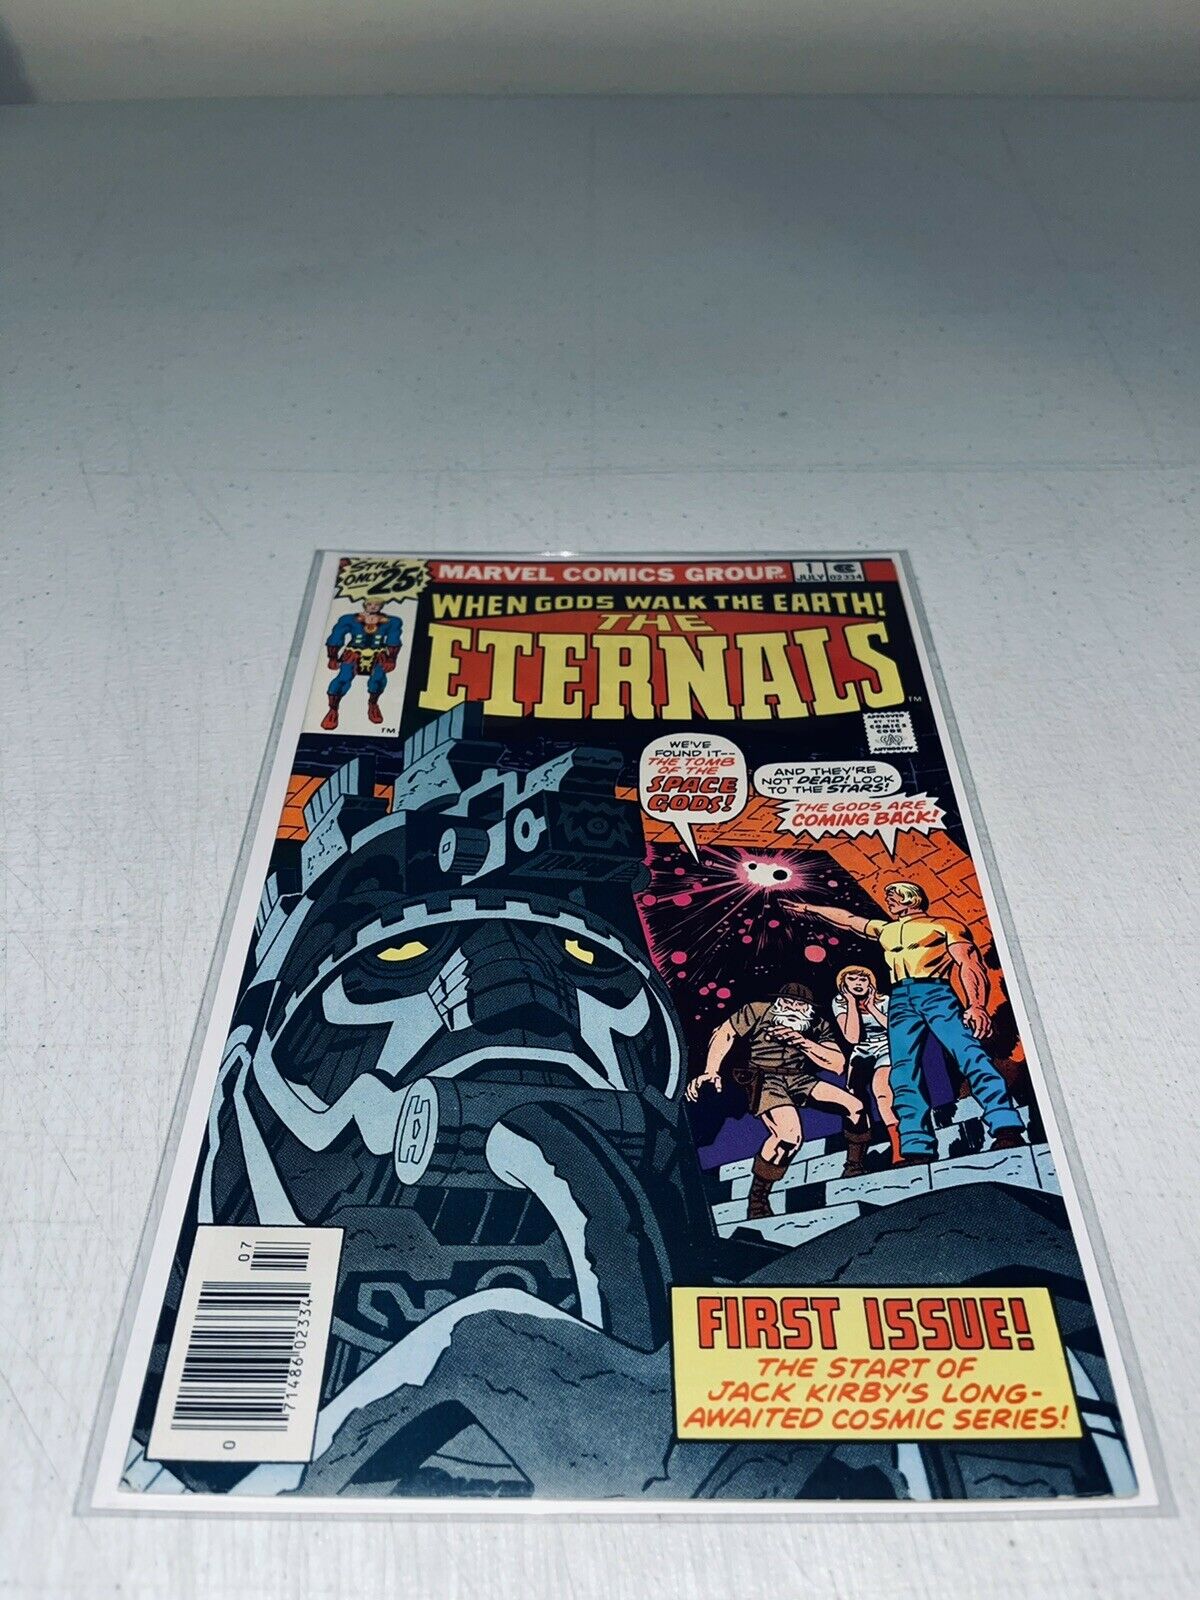 STILL
ONLY 25¢
MARVEL COMICS GROUP™
1
JULY
02334
WHEN GODS WALK THE EARTH!
THE
ETERNALS
TM
TM
APPROVED
BY THE
COMICS
CODE
AUTHORITY
WE'VE
FOUND IT--
THE TOMB
OF THE
SPACE
GODS!
AND THEY'RE
NOT DEAD! LOOK
TO THE STARS!
THE GODS ARE
COMING BACK!
07
71486 02334
0
FIRST ISSUE!
THE START OF
JACK KIRBY'S LONG-
AWAITED COSMIC SERIES!